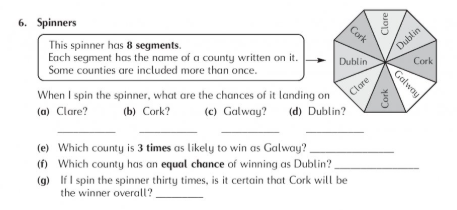 6. Spinners
This spinner has 8 segments.
Each segment has the name of a county written on it.
Some counties are included more than once.
Clare
Dublin
Cork
Galway
Cork
Clare
Dublin
Cork
When I spin the spinner, what are the chances of it landing on
(a) Clare? (b) Cork? (c) Galway? (d) Dublin?
(e) Which county is 3 times as likely to win as Galway?
(f) Which county has an equal chance of winning as Dublin?
(g) If I spin the spinner thirty times, is it certain that Cork will be
the winner overall?